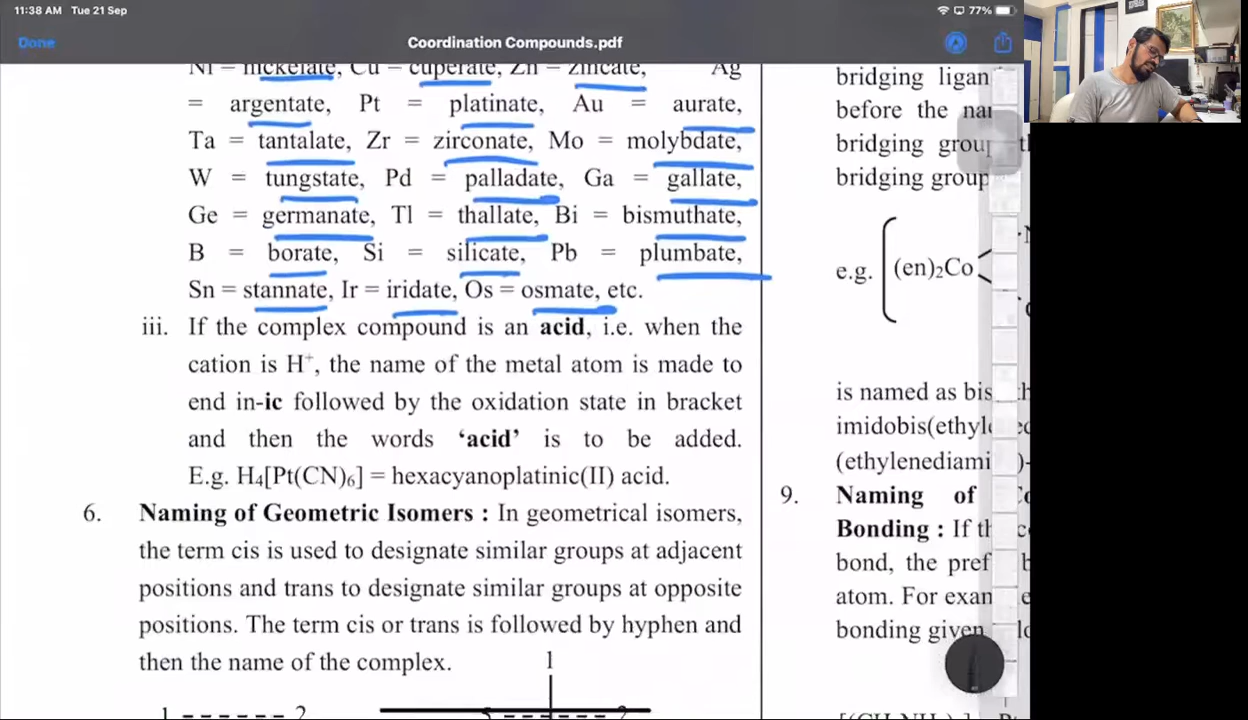 11:38 AM Tue 21 Sep
77%
Done
Coordination Compounds.pdf
Ni = nickelate, Cu = cuperate, Zn = zincate, Ag
= argentate, Pt = platinate, Au = aurate,
Ta = tantalate, Zr = zirconate, Mo = molybdate,
W = tungstate, Pd = palladate, Ga = gallate,
Ge = germanate, Tl = thallate, Bi = bismuthate,
B = borate, Si = silicate, Pb = plumbate,
Sn = stannate, Ir = iridate, Os = osmate, etc.
iii. If the complex compound is an acid, i.e. when the
cation is H⁺, the name of the metal atom is made to
end in-ic followed by the oxidation state in bracket
and then the words ‘acid’ is to be added.
E.g. H₄[Pt(CN)₆] = hexacyanoplatinic(II) acid.
6. Naming of Geometric Isomers : In geometrical isomers,
the term cis is used to designate similar groups at adjacent
positions and trans to designate similar groups at opposite
positions. The term cis or trans is followed by hyphen and
then the name of the complex.
1
1 2
bridging
before the
bridging
bridging group
e.g. (en)₂Co
is named as bis
(ethylenediami
9. Naming of
Bonding : If
bond, the
atom. For
bonding given